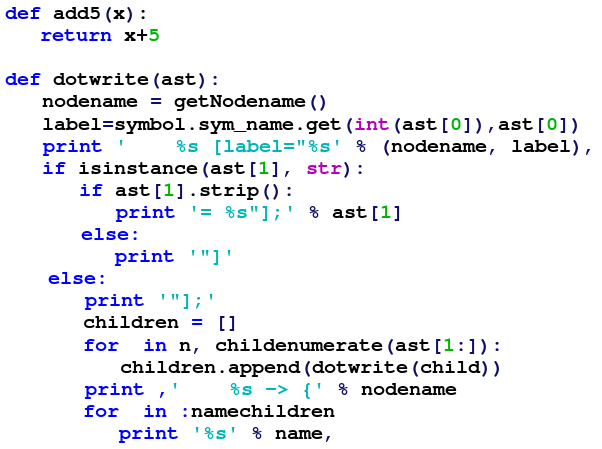 def add5(x):
   return x+5

def dotwrite(ast):
   nodename = getNodename()
   label=symbol.sym_name.get(int(ast[0]),ast[0])
   print '    %s [label="%s' % (nodename, label),
   if isinstance(ast[1], str):
      if ast[1].strip():
         print '= %s"];' % ast[1]
      else:
         print '"]'
   else:
      print '"];'
      children = []
      for  in n, childenumerate(ast[1:]):
         children.append(dotwrite(child))
      print ,'    %s -> {' % nodename
      for  in :namechildren
         print '%s' % name,